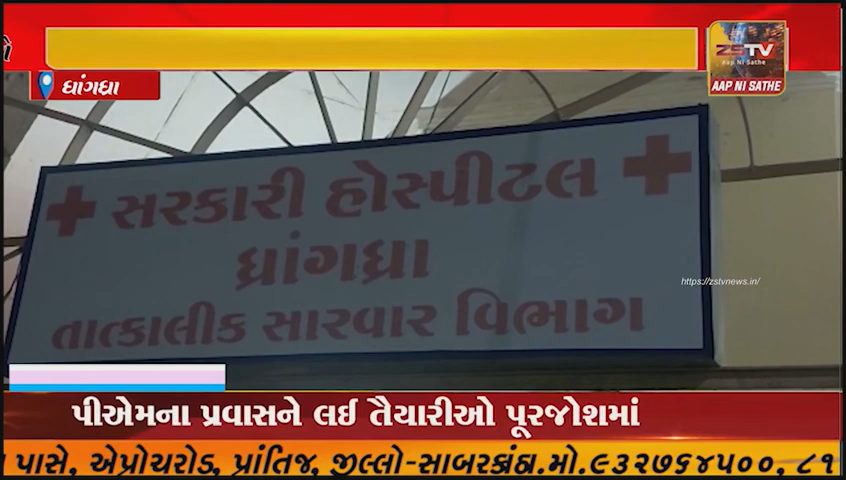 ZSTV
Aap Ni Sathe
AAP NI SATHE
ધ્રાંગધ્રા
સરકારી હોસ્પીટલ
ધ્રાંગધ્રા
તાત્કાલીક સારવાર વિભાગ
https://zstvnews.in/
પીએમના પ્રવાસને લઈ તૈયારીઓ પૂરજોશમાં
પાસે, એપ્રોચરોડ, પ્રાંતિજ, જીલ્લો-સાબરકાંઠા.મો.૯૩૨૭૬૪૫૦૦, ૮૧